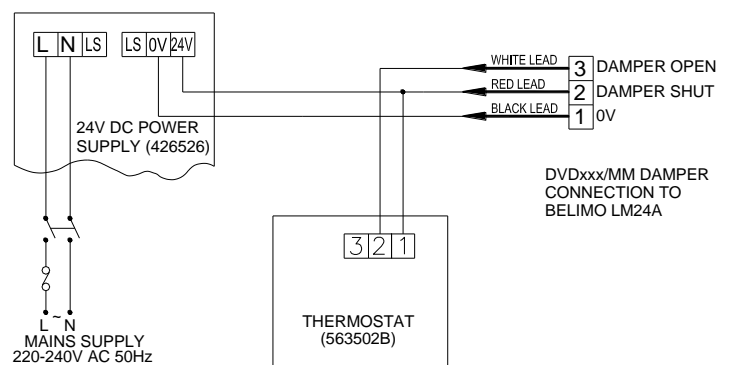 L N LS LS 0V 24V
24V DC POWER
SUPPLY (426526)
WHITE LEAD 3 DAMPER OPEN
RED LEAD 2 DAMPER SHUT
BLACK LEAD 1 0V
DVDxxx/MM DAMPER
CONNECTION TO
BELIMO LM24A
3 2 1
THERMOSTAT
(563502B)
L ~ N
MAINS SUPPLY
220-240V AC 50Hz